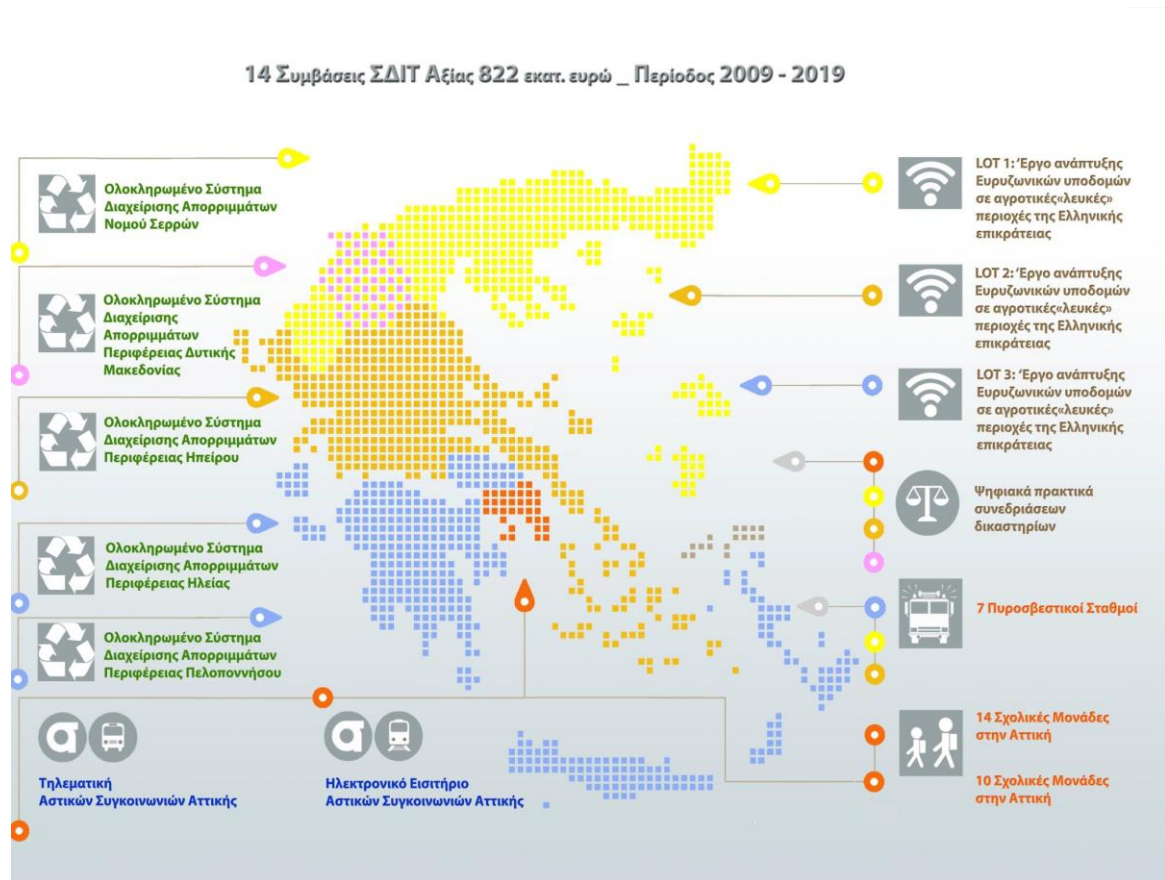 14 Συμβάσεις ΣΔΙΤ Αξίας 822 εκατ. ευρώ _ Περίοδος 2009 - 2019
Ολοκληρωμένο Σύστημα
Διαχείρισης Απορριμμάτων
Νομού Σερρών
Ολοκληρωμένο Σύστημα
Διαχείρισης
Απορριμμάτων
Περιφέρειας Δυτικής
Μακεδονίας
Ολοκληρωμένο Σύστημα
Διαχείρισης Απορριμμάτων
Περιφέρειας Ηπείρου
Ολοκληρωμένο Σύστημα
Διαχείρισης Απορριμμάτων
Περιφέρειας Ηλείας
Ολοκληρωμένο Σύστημα
Διαχείρισης Απορριμμάτων
Περιφέρειας Πελοποννήσου
Τηλεματική
Αστικών Συγκοινωνιών Αττικής
Ηλεκτρονικό Εισιτήριο
Αστικών Συγκοινωνιών Αττικής
LOT 1: Έργο ανάπτυξης
Ευρυζωνικών υποδομών
σε αγροτικές«λευκές»
περιοχές της Ελληνικής
επικράτειας
LOT 2: Έργο ανάπτυξης
Ευρυζωνικών υποδομών
σε αγροτικές«λευκές»
περιοχές της Ελληνικής
επικράτειας
LOT 3: Έργο ανάπτυξης
Ευρυζωνικών υποδομών
σε αγροτικές«λευκές»
περιοχές της Ελληνικής
επικράτειας
Ψηφιακά πρακτικά
συνεδριάσεων
δικαστηρίων
7 Πυροσβεστικοί Σταθμοί
14 Σχολικές Μονάδες
στην Αττική
10 Σχολικές Μονάδες
στην Αττική